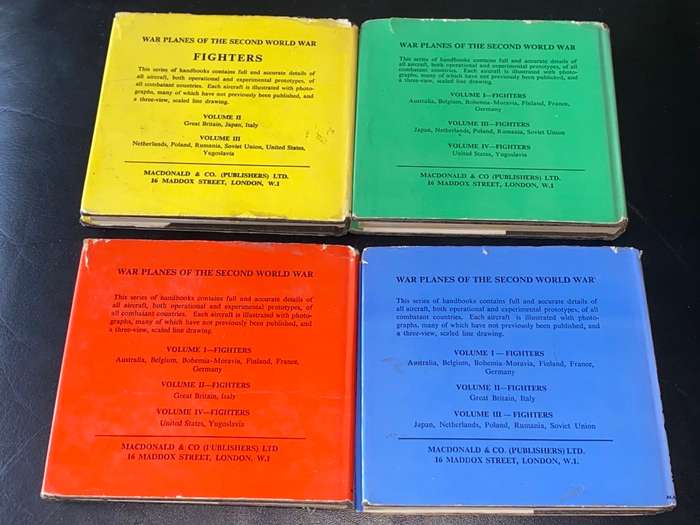 WAR PLANES OF THE SECOND WORLD WAR
FIGHTERS
This series of handbooks contains full and accurate details of
all aircraft, both operational and experimental prototypes, of
all combatant countries. Each aircraft is illustrated with photo-
graphs, many of which have not previously been published, and
a three-view, scaled line drawing.
VOLUME II
Great Britain, Japan, Italy
VOLUME III
Netherlands, Poland, Rumania, Soviet Union, United States,
Yugoslavia
MACDONALD & CO. (PUBLISHERS) LTD.
16 MADDOX STREET, LONDON, W.1
WAR PLANES OF THE SECOND WORLD WAR
This series of handbooks contains full and accurate details of
all aircraft, both operational and experimental prototypes, of
all combatant countries. Each aircraft is illustrated with photo-
graphs, many of which have not previously been published, and
a three-view, scaled line drawing.
VOLUME I—FIGHTERS
Australia, Belgium, Bohemia-Moravia, Finland, France,
Germany
VOLUME III—FIGHTERS
Japan, Netherlands, Poland, Rumania, Soviet Union
VOLUME IV—FIGHTERS
United States, Yugoslavia
MACDONALD & CO. (PUBLISHERS) LTD.
16 MADDOX STREET, LONDON, W.1
WAR PLANES OF THE SECOND WORLD WAR
This series of handbooks contains full and accurate details of
all aircraft, both operational and experimental prototypes, of
all combatant countries. Each aircraft is illustrated with photo-
graphs, many of which have not previously been published, and
a three-view, scaled line drawing.
VOLUME I—FIGHTERS
Australia, Belgium, Bohemia-Moravia, Finland, France,
Germany
VOLUME II—FIGHTERS
Great Britain, Italy
VOLUME IV—FIGHTERS
United States, Yugoslavia
MACDONALD & CO (PUBLISHERS) LTD
16 MADDOX STREET, LONDON. W.1
WAR PLANES OF THE SECOND WORLD WAR
This series of handbooks contains full and accurate details of
all aircraft, both operational and experimental prototypes, of
all combatant countries. Each aircraft is illustrated with photo-
graphs, many of which have not previously been published, and
a three-view, scaled line drawing.
VOLUME I—FIGHTERS
Australia, Belgium, Bohemia-Moravia, Finland, France,
Germany
VOLUME II—FIGHTERS
Great Britain, Italy
VOLUME III — FIGHTERS
Japan, Netherlands, Poland, Rumania, Soviet Union
MACDONALD & CO. (PUBLISHERS) LTD.
16 MADDOX STREET, LONDON, W.1.